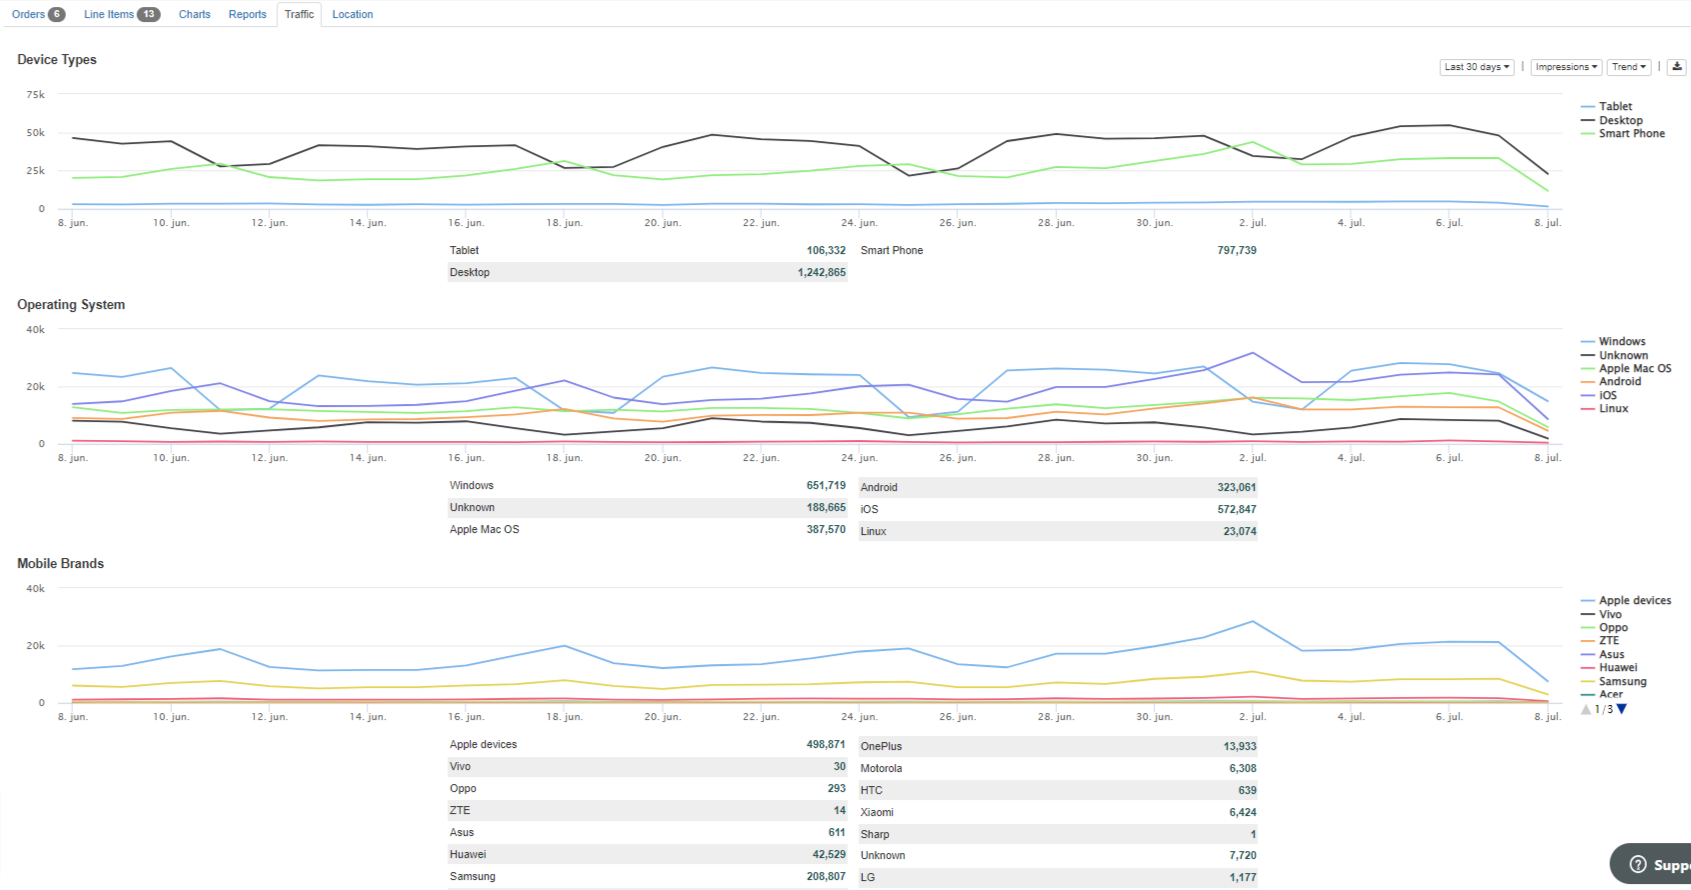 Orders 6 Line Items 13 Charts Reports Traffic Location
Device Types
Last 30 days | Impressions Trend |
75k
50k
25k
0
8. jun. 10. jun. 12. jun. 14. jun. 16. jun. 18. jun. 20. jun. 22. jun. 24. jun. 26. jun. 28. jun. 30. jun. 2. jul. 4. jul. 6. jul. 8. jul.
Tablet
Desktop
Smart Phone
Tablet 106,332 Smart Phone 797,739
Desktop 1,242,865
Operating System
40k
20k
0
8. jun. 10. jun. 12. jun. 14. jun. 16. jun. 18. jun. 20. jun. 22. jun. 24. jun. 26. jun. 28. jun. 30. jun. 2. jul. 4. jul. 6. jul. 8. jul.
Windows
Unknown
Apple Mac OS
Android
iOS
Linux
Windows 651,719 Android 323,061
Unknown 188,665 iOS 572,847
Apple Mac OS 387,570 Linux 23,074
Mobile Brands
40k
20k
0
8. jun. 10. jun. 12. jun. 14. jun. 16. jun. 18. jun. 20. jun. 22. jun. 24. jun. 26. jun. 28. jun. 30. jun. 2. jul. 4. jul. 6. jul. 8. jul.
Apple devices
Vivo
Oppo
ZTE
Asus
Huawei
Samsung
Acer
1/3
Apple devices 498,871 OnePlus 13,933
Vivo 30 Motorola 6,308
Oppo 293 HTC 639
ZTE 14 Xiaomi 6,424
Asus 611 Sharp 1
Huawei 42,529 Unknown 7,720
Samsung 208,807 LG 1,177
? Supp